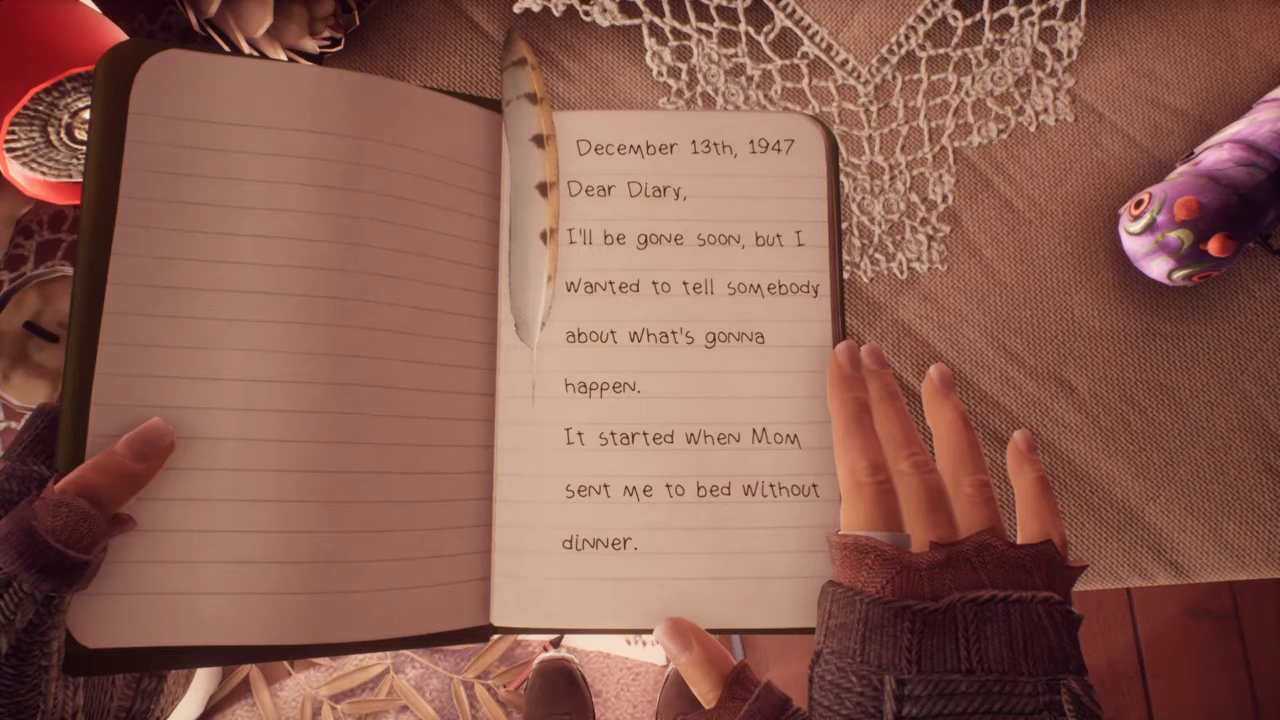 December 13th, 1947
Dear Diary,
I'll be gone soon, but I
wanted to tell somebody
about what's gonna
happen.
It started when Mom
sent me to bed without
dinner.